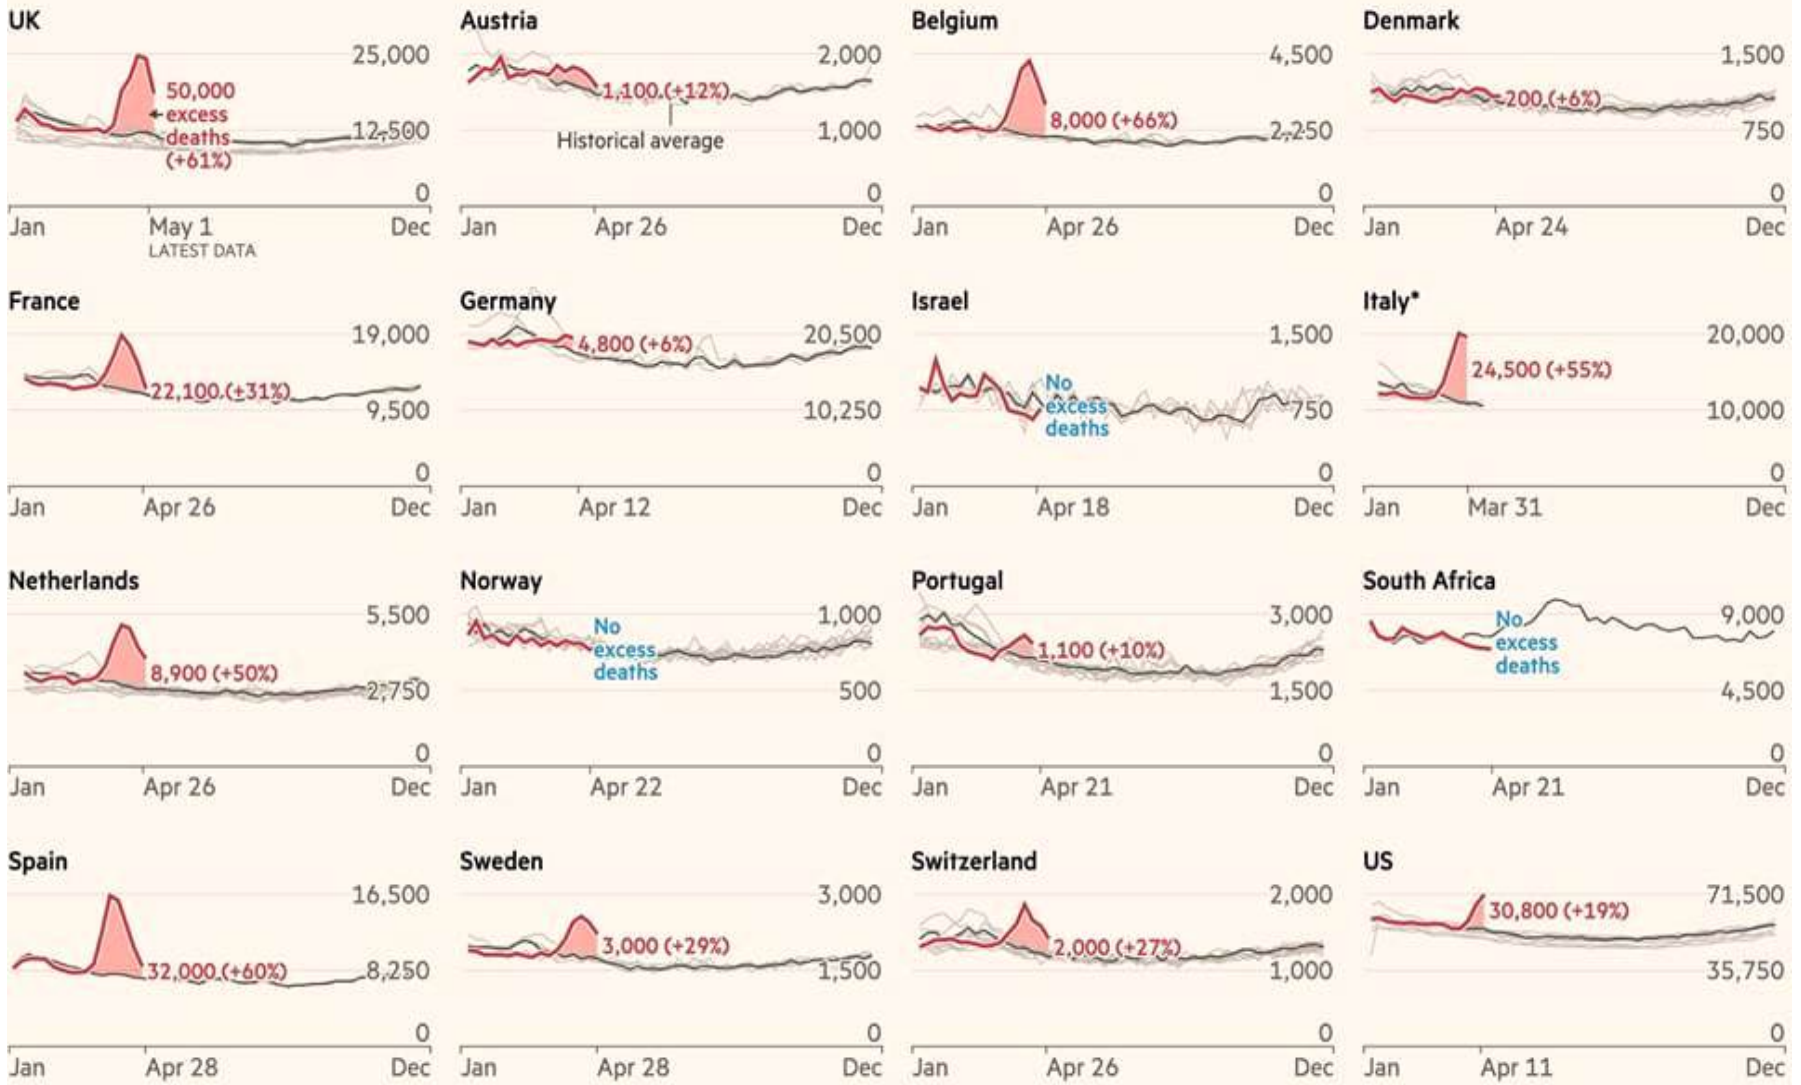 UK
25,000
50,000
excess
deaths
(+61%)
12,500
0
Jan
May 1
Dec
LATEST DATA
Austria
2,000
1,100 (+12%)
Historical average
1,000
0
Jan
Apr 26
Dec
Belgium
4,500
8,000 (+66%)
2,250
0
Jan
Apr 26
Dec
Denmark
1,500
200 (+6%)
750
0
Jan
Apr 24
Dec
France
19,000
22,100 (+31%)
9,500
0
Jan
Apr 26
Dec
Germany
20,500
4,800 (+6%)
10,250
0
Jan
Apr 12
Dec
Israel
1,500
No
excess
deaths
750
0
Jan
Apr 18
Dec
Italy*
20,000
24,500 (+55%)
10,000
0
Jan
Mar 31
Dec
Netherlands
5,500
8,900 (+50%)
2,750
0
Jan
Apr 26
Dec
Norway
1,000
No
excess
deaths
500
0
Jan
Apr 22
Dec
Portugal
3,000
1,100 (+10%)
1,500
0
Jan
Apr 21
Dec
South Africa
9,000
No
excess
deaths
4,500
0
Jan
Apr 21
Dec
Spain
16,500
32,000 (+60%)
8,250
0
Jan
Apr 28
Dec
Sweden
3,000
3,000 (+29%)
1,500
0
Jan
Apr 28
Dec
Switzerland
2,000
2,000 (+27%)
1,000
0
Jan
Apr 26
Dec
US
71,500
30,800 (+19%)
35,750
0
Jan
Apr 11
Dec